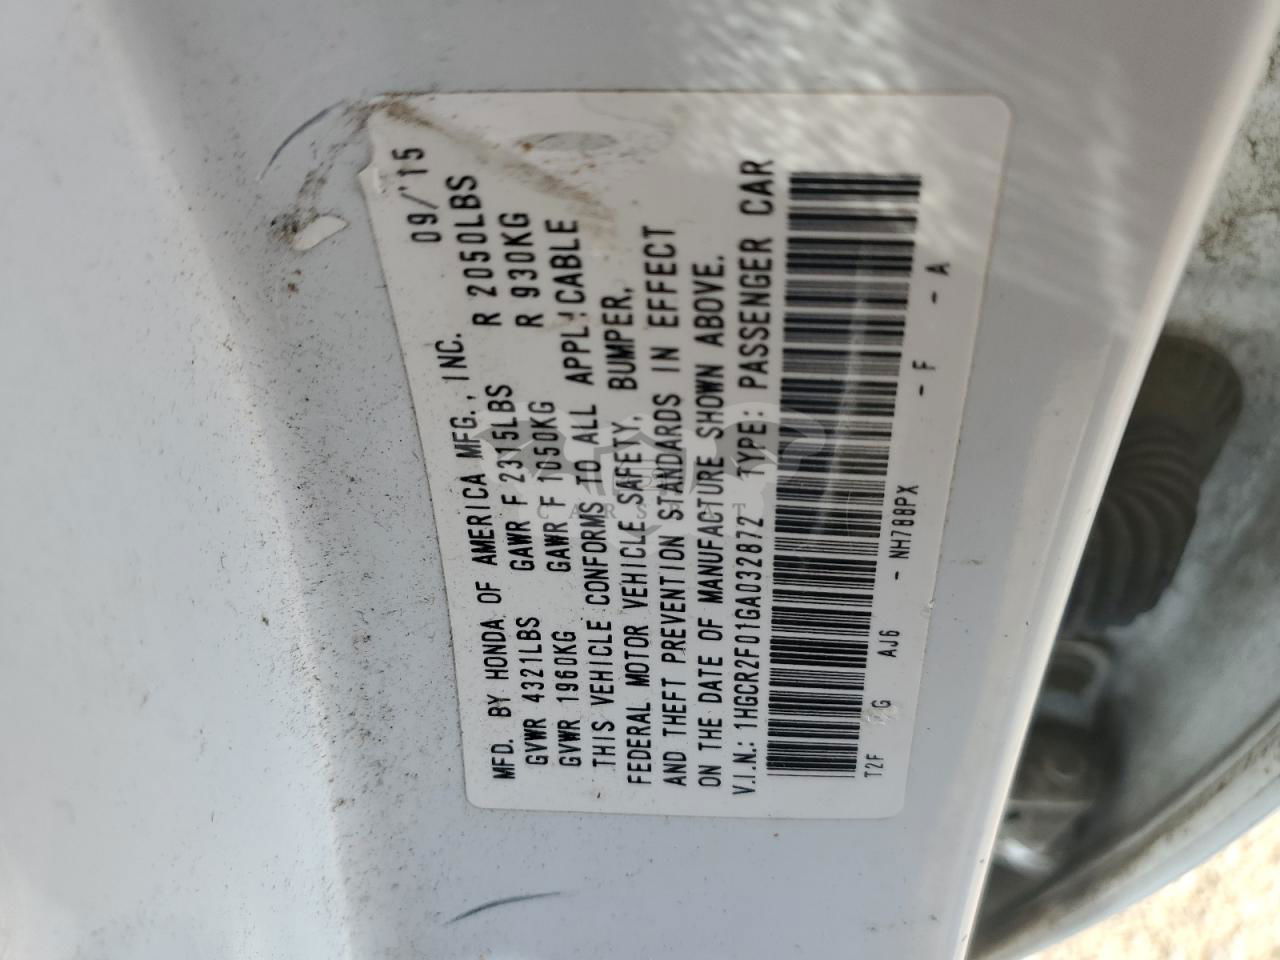 MFD. BY HONDA OF AMERICA MFG., INC. 09/'15
GVWR 4321LBS GAWR F 2315LBS R 2050LBS
GVWR 1960KG GAWR F 1050KG R 930KG
THIS VEHICLE CONFORMS TO ALL APPLICABLE
FEDERAL MOTOR VEHICLE SAFETY, BUMPER,
AND THEFT PREVENTION STANDARDS IN EFFECT
ON THE DATE OF MANUFACTURE SHOWN ABOVE.
V.I.N.: 1HGCR2F01GA032872 TYPE: PASSENGER CAR
T2F G AJ6 - NH788PX - F - A